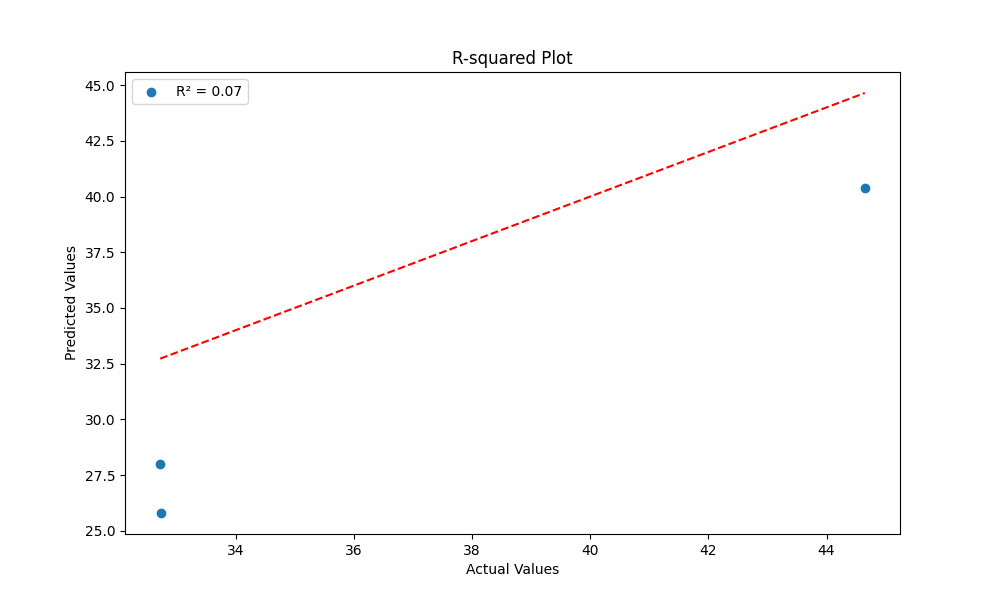 R-squared Plot
R² = 0.07
45.0
42.5
40.0
37.5
35.0
32.5
30.0
27.5
25.0
Predicted Values
34 36 38 40 42 44
Actual Values